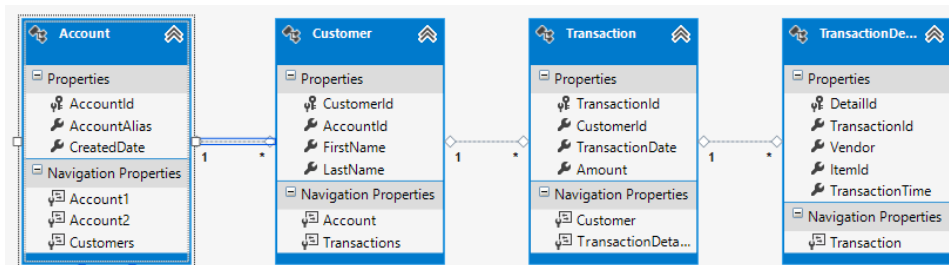 Account
Properties
AccountId
AccountAlias
CreatedDate
Navigation Properties
Account1
Account2
Customers
1 *
Customer
Properties
CustomerId
AccountId
FirstName
LastName
Navigation Properties
Account
Transactions
1 *
Transaction
Properties
TransactionId
CustomerId
TransactionDate
Amount
Navigation Properties
Customer
TransactionDeta...
1 *
TransactionDe...
Properties
DetailId
TransactionId
Vendor
ItemId
TransactionTime
Navigation Properties
Transaction